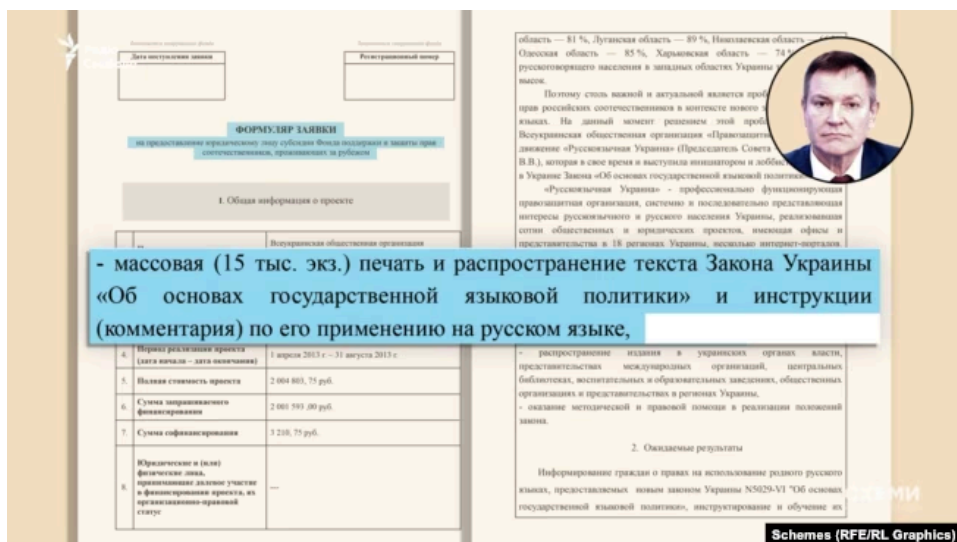 Дата поступления заявки
Регистрационный номер
ФОРМУЛЯР ЗАЯВКИ
на предоставление юридическому лицу субсидии Фонда поддержки и защиты прав
соотечественников, проживающих за рубежом
I. Общая информация о проекте
Всеукраинская общественная организация
- массовая (15 тыс. экз.) печать и распространение текста Закона Украины
«Об основах государственной языковой политики» и инструкции
(комментария) по его применению на русском языке,
4. Период реализации проекта
(дата начала – дата окончания)
1 апреля 2013 г. – 31 августа 2013 г.
5. Полная стоимость проекта
2 004 803, 75 руб.
6. Сумма запрашиваемого
финансирования
2 001 593 ,00 руб.
7. Сумма софинансирования
3 210, 75 руб.
8. Юридические и (или)
физические лица,
принимающие долевое участие
в финансировании проекта, их
организационно-правовой
статус
—
область — 81 %, Луганская область — 89 %, Николаевская область
Одесская область — 85 %, Харьковская область — 74
русскоговорящего населения в западных областях Украины
высок.
Поэтому столь важной и актуальной является
прав российских соотечественников в контексте нового
языках. На данный момент решением этой
Всеукраинская общественная организация
движение «Русскоязычная Украина» (Председатель Совета
В.В.), которая в свое время и выступила инициатором и
в Украине Закона «Об основах государственной языковой
«Русскоязычная Украина» - профессионально функционирующая
правозащитная организация, системно и последовательно представляющая
интересы русскоязычного и русского населения Украины, реализовавшая
сотни общественных и юридических проектов, имеющая офисы и
представительства в 18 регионах Украины, несколько интернет-порталов.
- распространение издания в украинских органах власти,
представительствах международных организаций, центральных
библиотеках, воспитательных и образовательных заведениях, общественных
организациях и представительствах в регионах Украины,
- оказание методической и правовой помощи в реализации положений
закона.
2. Ожидаемые результаты
Информирование граждан о правах на использование родного русского
языках, предоставляемых новым законом Украины N5029-VI "Об основах
государственной языковой политики», инструктирование и обучение их
Schemes (RFE/RL Graphics)